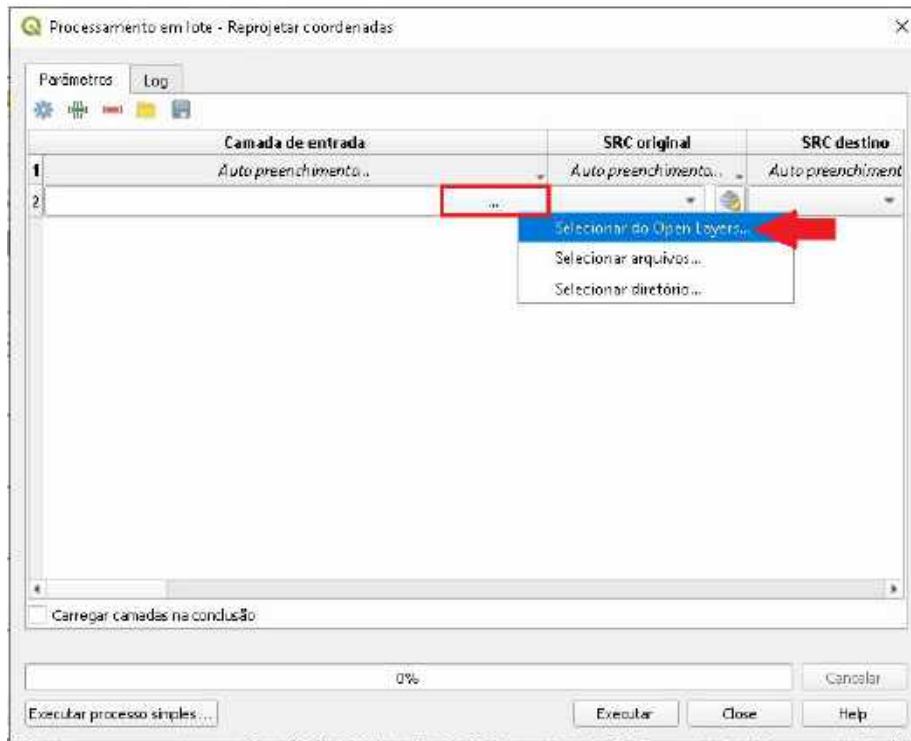 Processamento em lote - Reprojetar coordenadas
Parâmetros Log
Camada de entrada SRC original SRC destino
1 Auto preenchimento... Auto preenchimento... Auto preenchiment
2 ...
Selecionar do Open Layers...
Selecionar arquivos...
Selecionar diretório...
Carregar camadas na conclusão
0% Cancelar
Executar processo simples... Executar Close Help